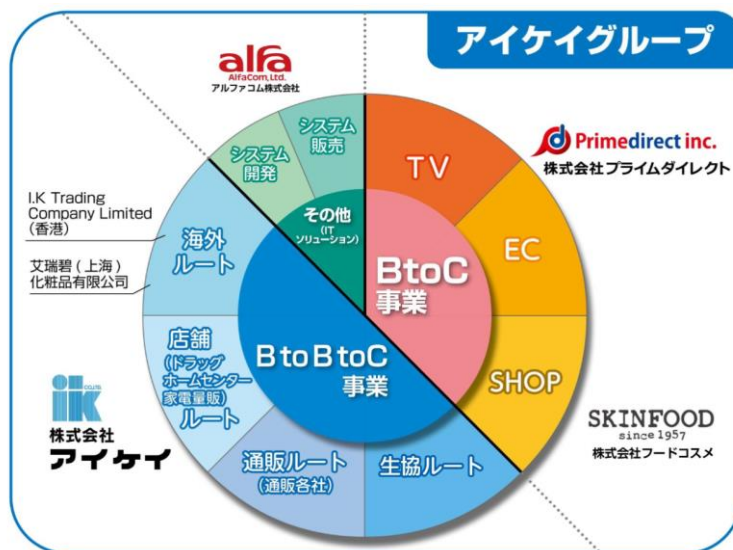 アイケイグループ
alfa
AlfaCom,Ltd.
アルファコム株式会社
システム
開発
システム
販売
TV
Primedirect inc.
株式会社プライムダイレクト
I.K Trading
Company Limited
(香港)
艾瑞碧(上海)
化粧品有限公司
海外
ルート
その他
(IT
ソリューション)
BtoC
事業
EC
BtoBtoC
事業
店舗
(ドラッグ
ホームセンター
家電量販)
ルート
SHOP
ik
CO.,LTD.
株式会社
アイケイ
SKINFOOD
since 1957
株式会社フードコスメ
通販ルート
(通販各社)
生協ルート